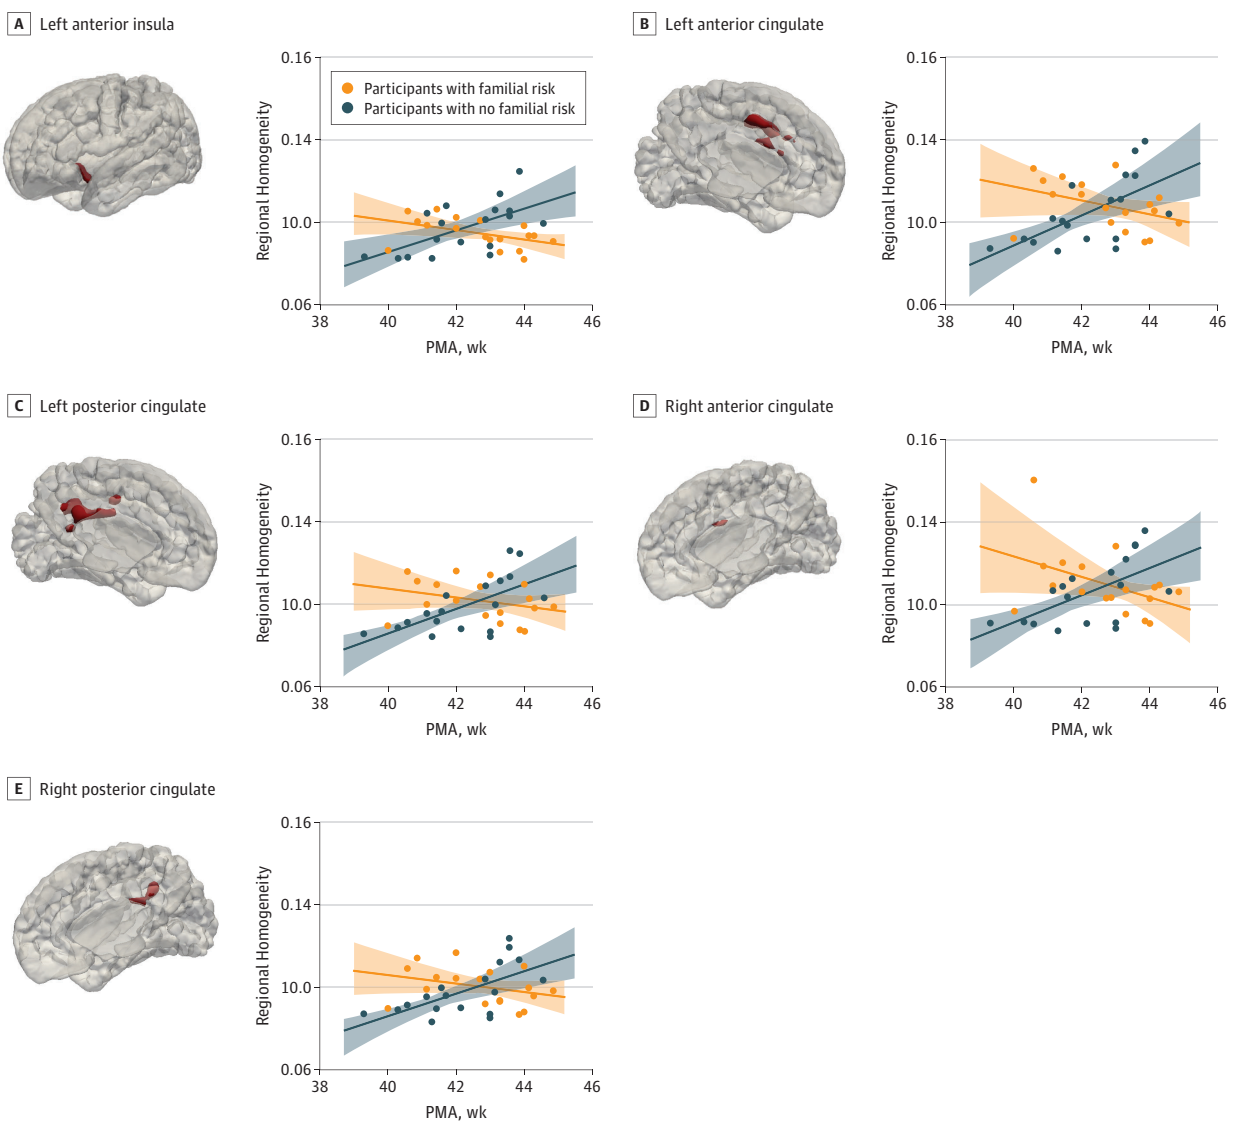 A Left anterior insula
0.16
0.14
10.0
0.06
Regional Homogeneity
Participants with familial risk
Participants with no familial risk
38 40 42 44 46
PMA, wk
B Left anterior cingulate
0.16
0.14
10.0
0.06
Regional Homogeneity
38 40 42 44 46
PMA, wk
C Left posterior cingulate
0.16
0.14
10.0
0.06
Regional Homogeneity
38 40 42 44 46
PMA, wk
D Right anterior cingulate
0.16
0.14
10.0
0.06
Regional Homogeneity
38 40 42 44 46
PMA, wk
E Right posterior cingulate
0.16
0.14
10.0
0.06
Regional Homogeneity
38 40 42 44 46
PMA, wk